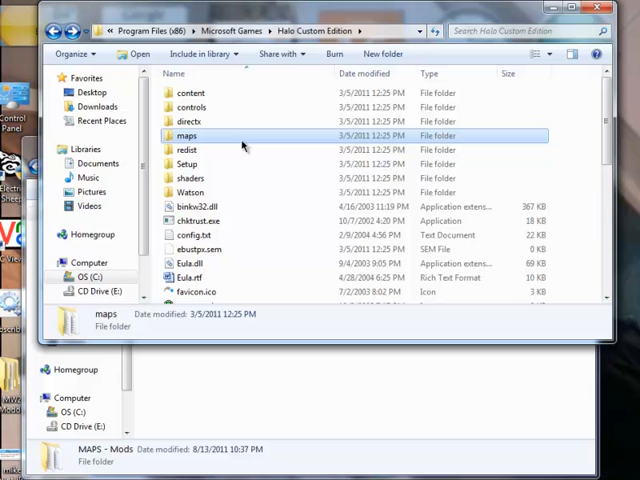 Program Files (x86) ▸ Microsoft Games ▸ Halo Custom Edition ▸
Search Halo Custom Edition
Organize Open Include in library Share with Burn New folder
Name Date modified Type Size
Favorites
Desktop
Downloads
Recent Places
Libraries
Documents
Music
Pictures
Videos
Homegroup
Computer
OS (C:)
CD Drive (E:)
content 3/5/2011 12:25 PM File folder
controls 3/5/2011 12:25 PM File folder
directx 3/5/2011 12:25 PM File folder
maps 3/5/2011 12:25 PM File folder
redist 3/5/2011 12:25 PM File folder
Setup 3/5/2011 12:25 PM File folder
shaders 3/5/2011 12:25 PM File folder
Watson 3/5/2011 12:25 PM File folder
binkw32.dll 4/16/2003 11:19 PM Application extens... 367 KB
chktrust.exe 10/7/2002 4:20 PM Application 18 KB
config.txt 2/9/2004 4:56 PM Text Document 22 KB
ebustpx.sem 3/5/2011 12:25 PM SEM File 0 KB
Eula.dll 9/4/2003 6:25 PM Application extens... 69 KB
Eula.rtf 4/28/2004 6:25 PM Rich Text Format 10 KB
favicon.ico 7/2/2003 8:02 PM Icon 3 KB
maps Date modified: 3/5/2011 12:25 PM
File folder
Homegroup
Computer
OS (C:)
CD Drive (E:)
MAPS - Mods Date modified: 8/13/2011 10:37 PM
File folder
Control
Panel
Electric